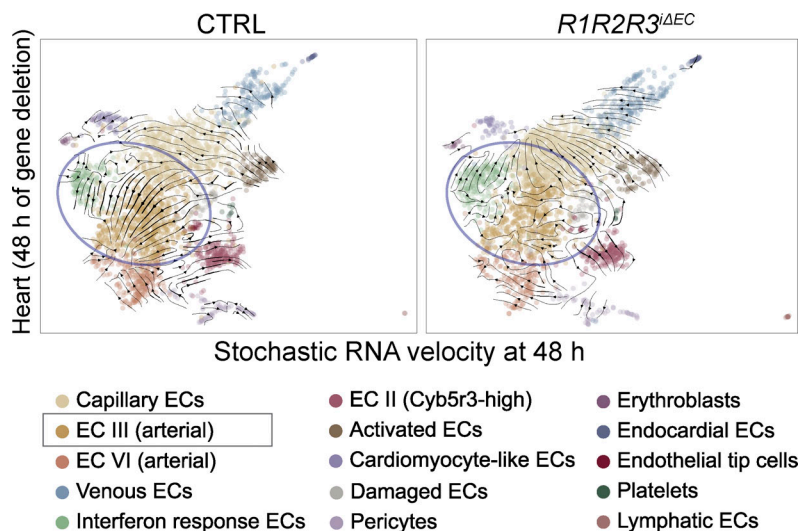 CTRL
R1R2R3iΔEC
Heart (48 h of gene deletion)
Stochastic RNA velocity at 48 h
Capillary ECs
EC III (arterial)
EC VI (arterial)
Venous ECs
Interferon response ECs
EC II (Cyb5r3-high)
Activated ECs
Cardiomyocyte-like ECs
Damaged ECs
Pericytes
Erythroblasts
Endocardial ECs
Endothelial tip cells
Platelets
Lymphatic ECs